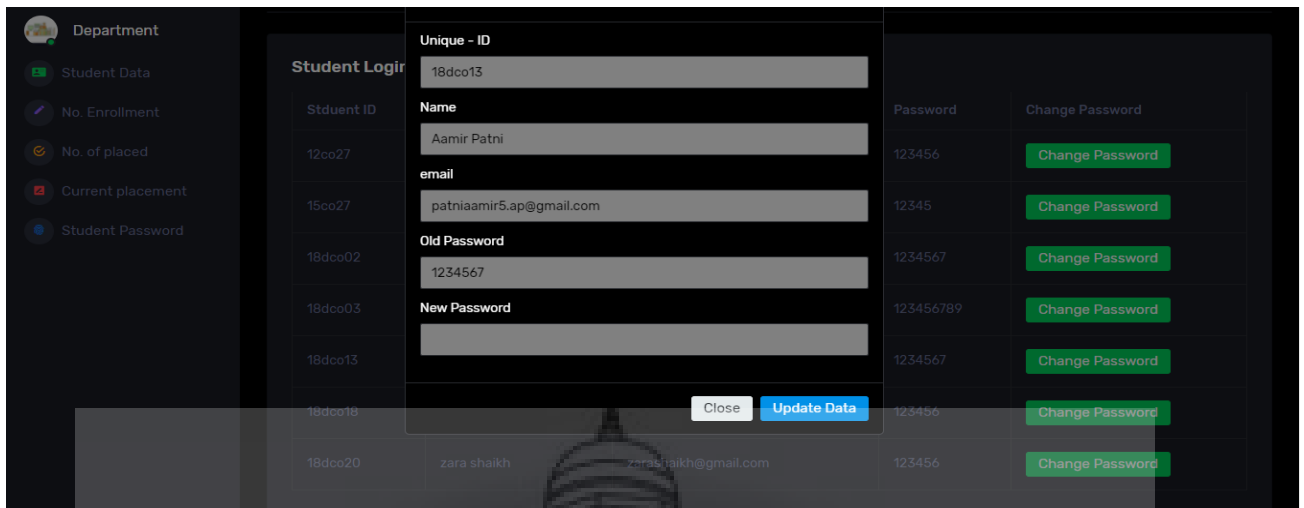 Department
Student Data
No. Enrollment
No. of placed
Current placement
Student Password
Student Login
Stduent ID Password Change Password
12co27 123456 Change Password
15co27 12345 Change Password
18dco02 1234567 Change Password
18dco03 123456789 Change Password
18dco13 1234567 Change Password
18dco18 123456 Change Password
18dco20 zara shaikh zarashaikh@gmail.com 123456 Change Password
Unique - ID
18dco13
Name
Aamir Patni
email
patniaamir5.ap@gmail.com
Old Password
1234567
New Password
Close Update Data